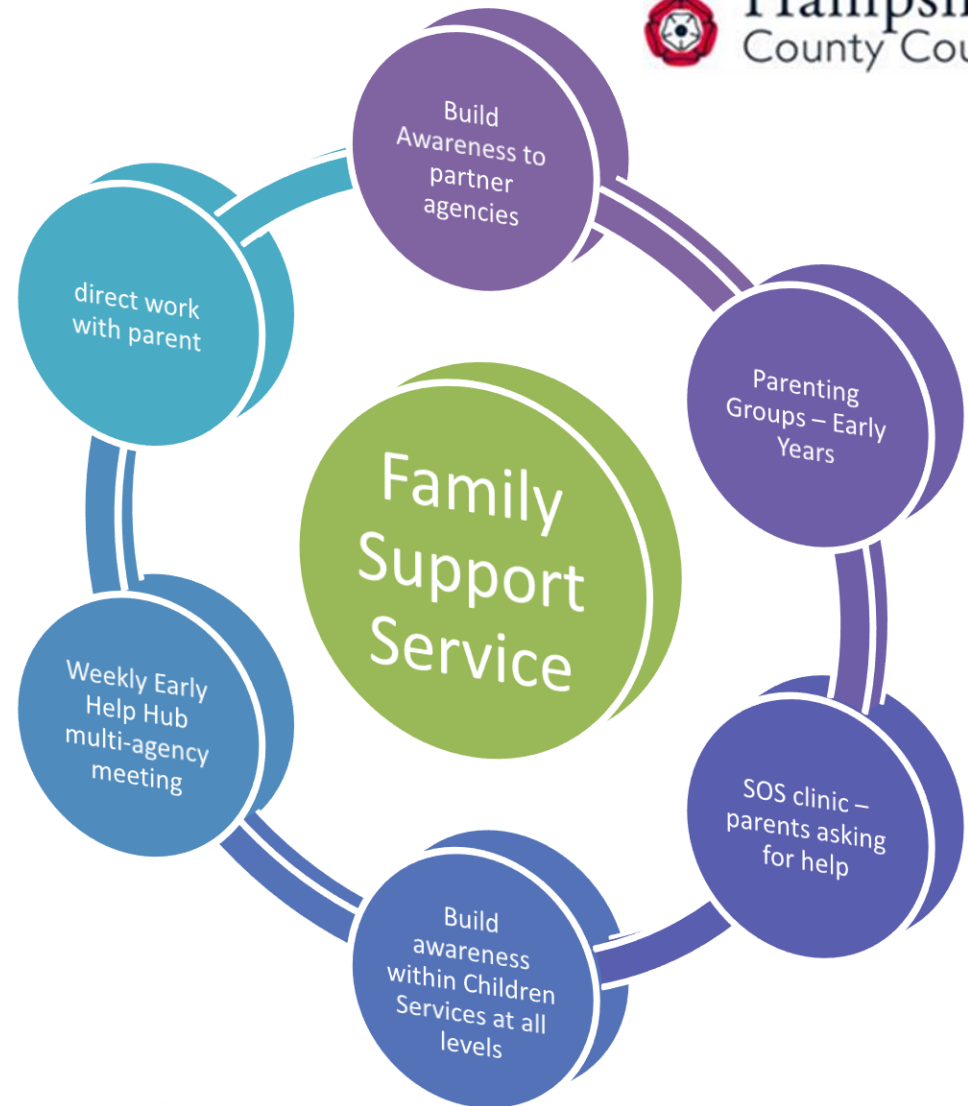 County
Build
Awareness to
partner
agencies
direct work
with parent
Parenting
Groups – Early
Years
Family
Support
Service
Weekly Early
Help Hub
multi-agency
meeting
SOS clinic –
parents asking
for help
Build
awareness
within Children
Services at all
levels